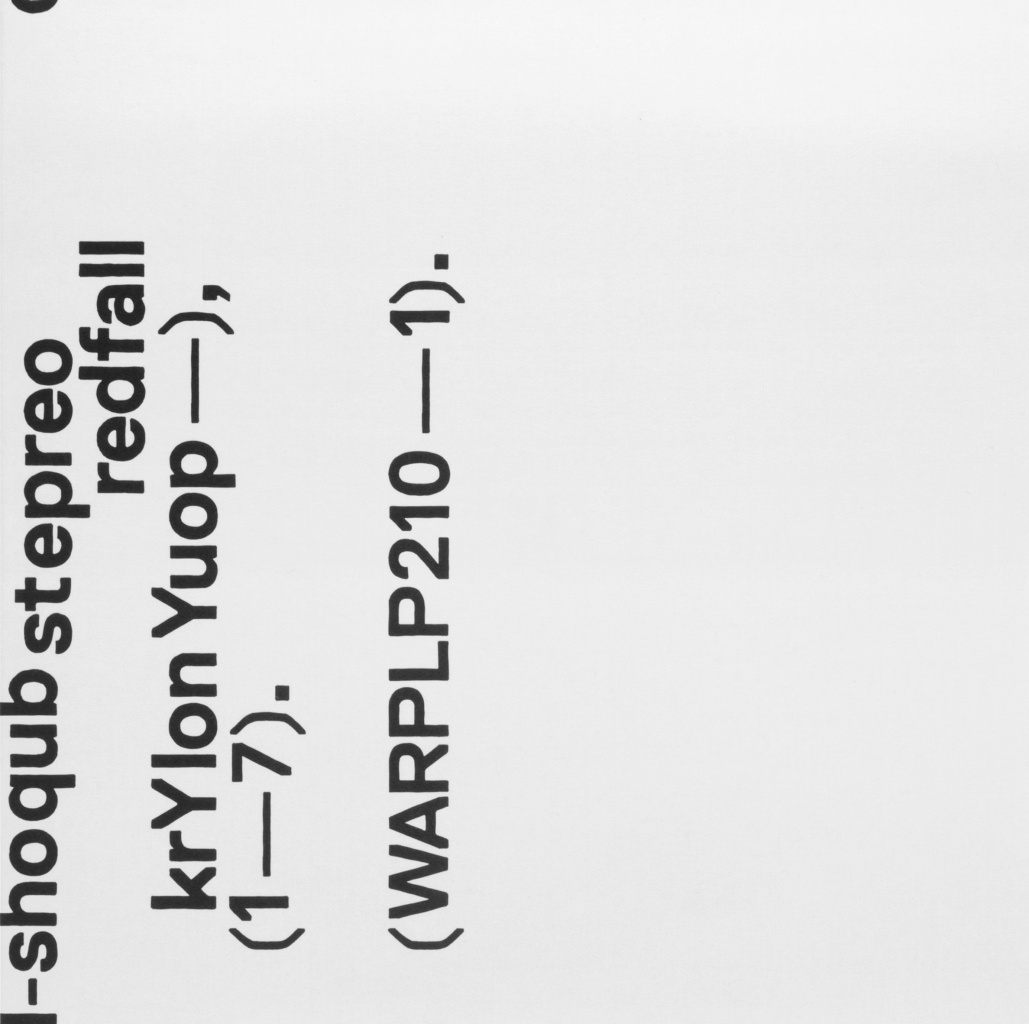 -shoqub stepreo
redfall
krYlon Yuop —),
(1—7).
(WARPLP210 —1).